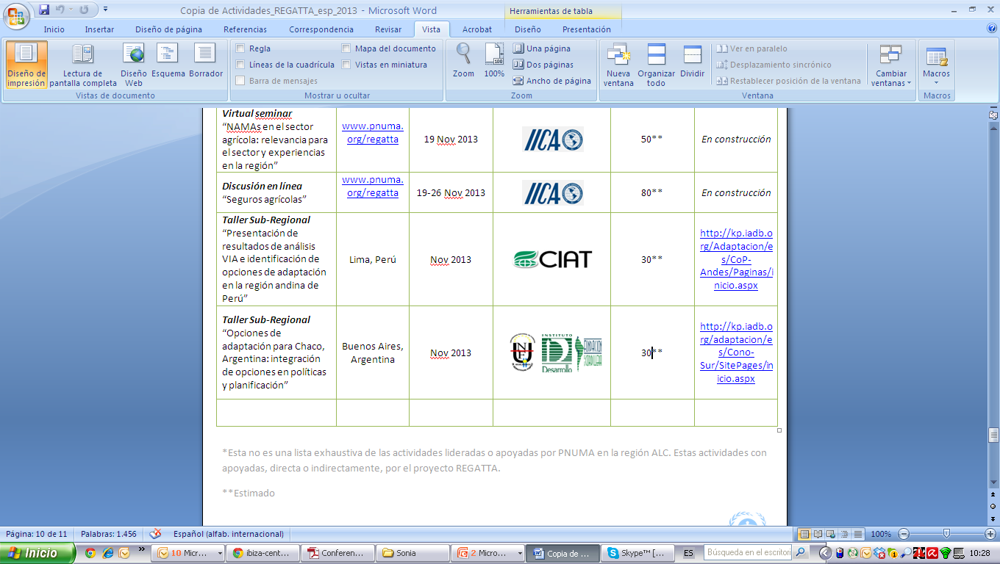 Copia de Actividades_REGATTA_esp_2013 - Microsoft Word
Herramientas de tabla
Inicio Insertar Diseño de página Referencias Correspondencia Revisar Vista Acrobat Diseño Presentación
Diseño de impresión
Lectura de pantalla completa
Diseño Web
Esquema
Borrador
Vistas de documento
Regla
Líneas de la cuadrícula
Barra de mensajes
Mapa del documento
Vistas en miniatura
Mostrar u ocultar
Zoom
100
100%
Una página
Dos páginas
Ancho de página
Zoom
Nueva ventana
Organizar todo
Dividir
Ver en paralelo
Desplazamiento sincrónico
Restablecer posición de la ventana
Cambiar ventanas
Ventana
Macros
Macros
Virtual seminar
“NAMAs en el sector
agrícola: relevancia para
el sector y experiencias
en la región”
www.pnuma.
org/regatta
19 Nov 2013
IICA
50**
En construcción
Discusión en línea
“Seguros agrícolas”
www.pnuma.
org/regatta
19-26 Nov 2013
IICA
80**
En construcción
Taller Sub-Regional
“Presentación de
resultados de análisis
VIA e identificación de
opciones de adaptación
en la región andina de
Perú”
Lima, Perú
Nov 2013
CIAT
30**
http://kp.iadb.o
rg/Adaptacion/e
s/CoP-
Andes/Paginas/i
nicio.aspx
Taller Sub-Regional
“Opciones de
adaptación para Chaco,
Argentina: integración
de opciones en políticas
y planificación”
Buenos Aires,
Argentina
Nov 2013
INSTITUTO
Desarrollo
FUNDACION
30**
http://kp.iadb.o
rg/adaptacion/e
s/Cono-
Sur/SitePages/in
icio.aspx
*Esta no es una lista exhaustiva de las actividades lideradas o apoyadas por PNUMA en la región ALC. Estas actividades con
apoyadas, directa o indirectamente, por el proyecto REGATTA.
**Estimado
Página: 10 de 11 Palabras: 1.456 Español (alfab. internacional) 100%
Inicio 10 Micr... ibiza-cent... Conferen... Sonia 2 Micro... Copia de ... Skype™ [... ES Búsqueda en el escritori 10:28